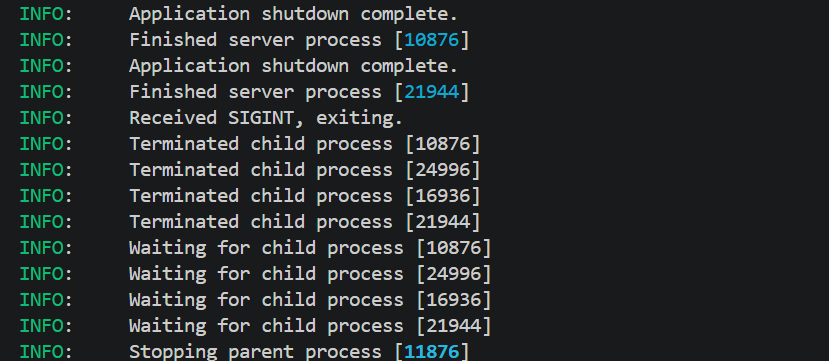 INFO:     Application shutdown complete.
INFO:     Finished server process [10876]
INFO:     Application shutdown complete.
INFO:     Finished server process [21944]
INFO:     Received SIGINT, exiting.
INFO:     Terminated child process [10876]
INFO:     Terminated child process [24996]
INFO:     Terminated child process [16936]
INFO:     Terminated child process [21944]
INFO:     Waiting for child process [10876]
INFO:     Waiting for child process [24996]
INFO:     Waiting for child process [16936]
INFO:     Waiting for child process [21944]
INFO:     Stopping parent process [11876]